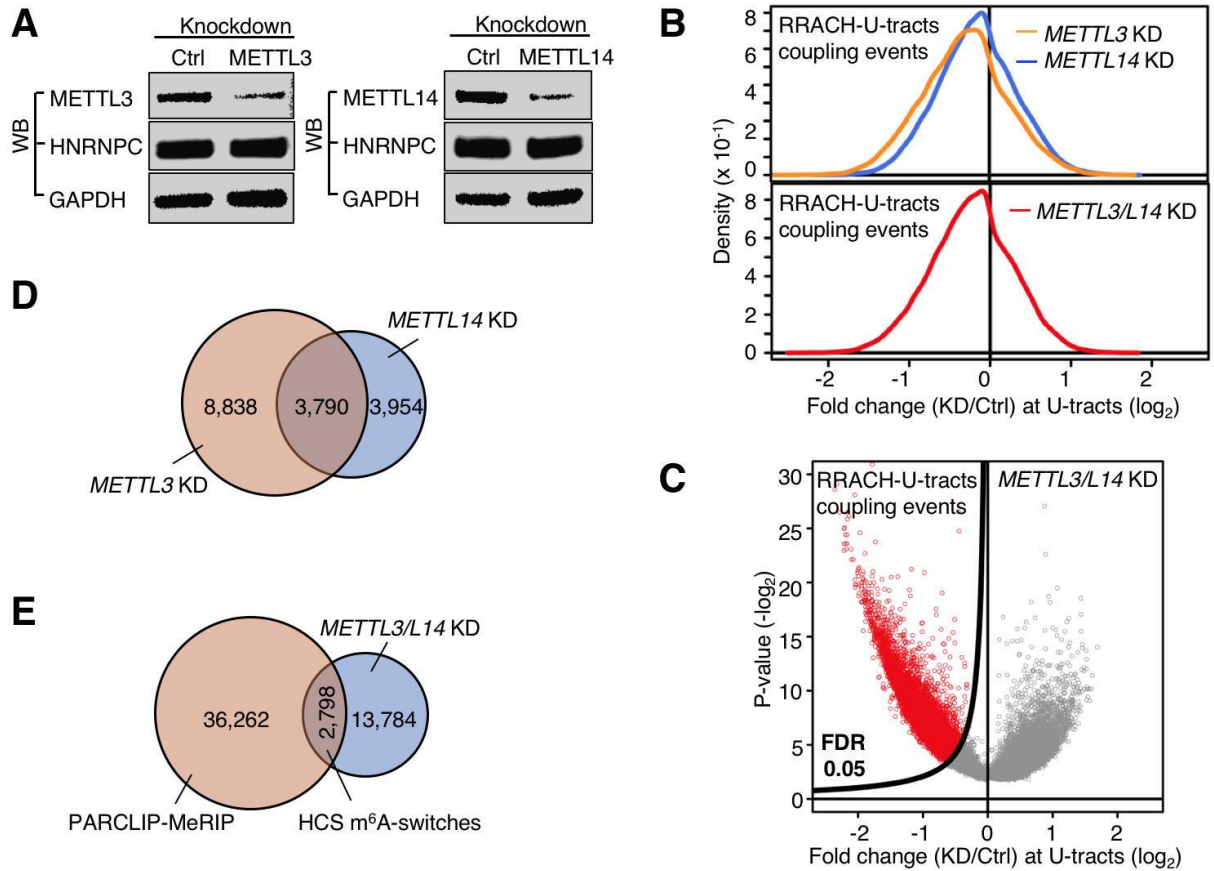 A
Knockdown
Ctrl METTL3
WB
METTL3
HNRNPC
GAPDH
Knockdown
Ctrl METTL14
WB
METTL14
HNRNPC
GAPDH
B
RRACH-U-tracts
coupling events
METTL3 KD
METTL14 KD
8
6
4
2
0
Density (x 10⁻¹)
RRACH-U-tracts
coupling events
METTL3/L14 KD
8
6
4
2
0
-2 -1 0 1 2
Fold change (KD/Ctrl) at U-tracts (log₂)
D
METTL14 KD
8,838 3,790 3,954
METTL3 KD
C
RRACH-U-tracts
coupling events
METTL3/L14 KD
30
25
20
15
10
5
0
P-value (-log₂)
FDR
0.05
-2 -1 0 1 2
Fold change (KD/Ctrl) at U-tracts (log₂)
E
METTL3/L14 KD
36,262 2,798 13,784
PARCLIP-MeRIP HCS m⁶A-switches